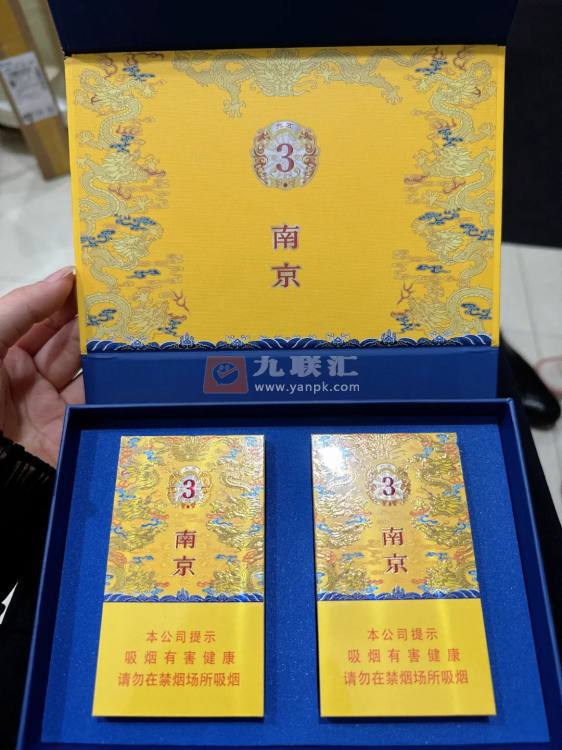 3
南
京
九联汇
www.yanpk.com
3
南
京
本公司提示
吸烟有害健康
请勿在禁烟场所吸烟
3
南
京
本公司提示
吸烟有害健康
请勿在禁烟场所吸烟